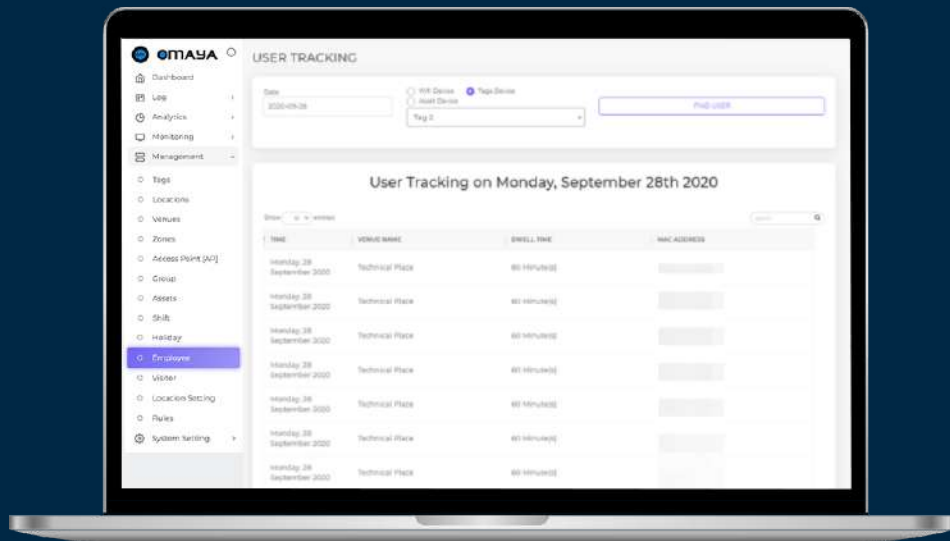 omaya
USER TRACKING
Dashboard
Log
Analytics
Monitoring
Management
Tags
Locations
Venues
Zones
Access Point [AP]
Group
Assets
Shift
Holiday
Employee
Visitor
Location Setting
Rules
System Setting
Date
2020-09-28
Wifi Device
Tags Device
Asset Device
Tag 2
FIND USER
User Tracking on Monday, September 28th 2020
Show entries
TIME VENUE NAME DWELL TIME MAC ADDRESS
Monday, 28
September 2020 Technical Place 60 Minute(s)
Monday, 28
September 2020 Technical Place 60 Minute(s)
Monday, 28
September 2020 Technical Place 60 Minute(s)
Monday, 28
September 2020 Technical Place 60 Minute(s)
Monday, 28
September 2020 Technical Place 60 Minute(s)
Monday, 28
September 2020 Technical Place 60 Minute(s)
Monday, 28
September 2020 Technical Place 60 Minute(s)